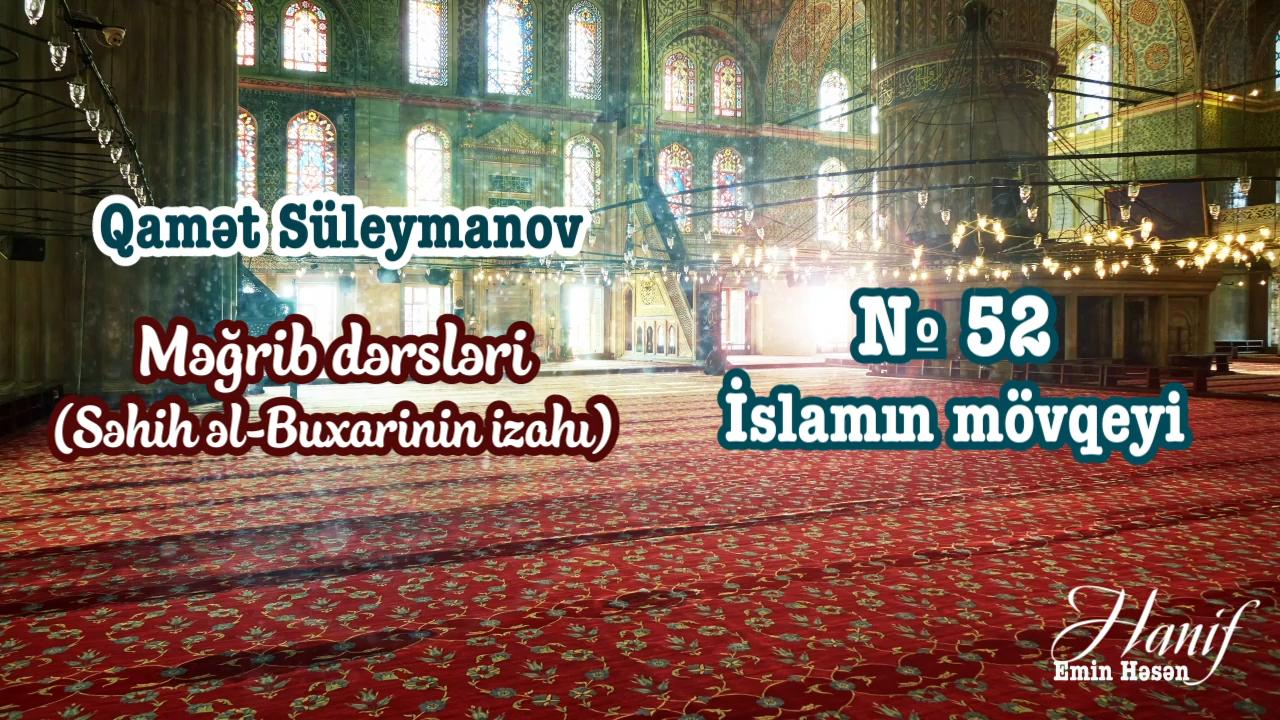 Qamət Süleymanov
Məğrib dərsləri
(Səhih əl-Buxarinin izahı)
№ 52
İslamın mövqeyi
Hanif
Emin Həsən